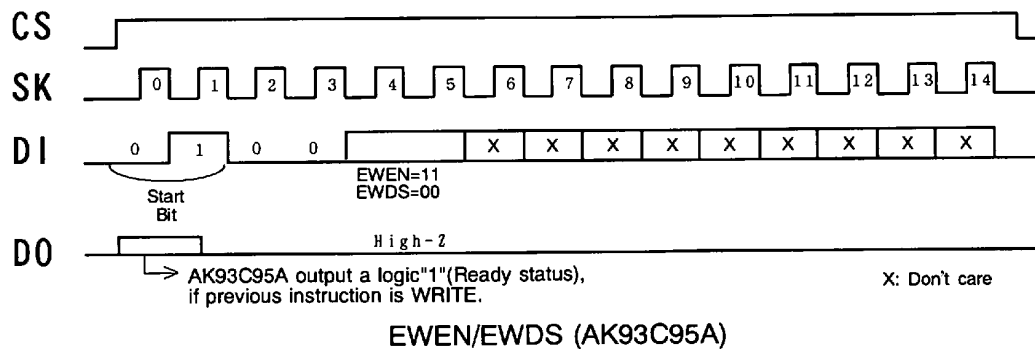 CS
SK 0 1 2 3 4 5 6 7 8 9 10 11 12 13 14
DI 0 1 0 0 X X X X X X X X X
EWEN=11
EWDS=00
Start
Bit
DO High-Z
AK93C95A output a logic"1"(Ready status),
if previous instruction is WRITE.
X: Don't care
EWEN/EWDS (AK93C95A)